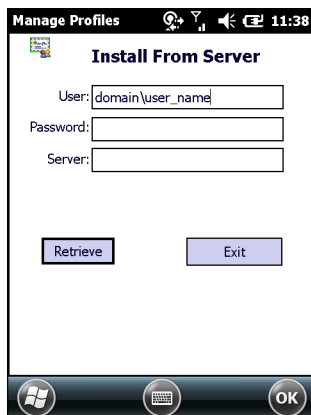 Manage Profiles 11:38
Install From Server
User: domain\user_name
Password:
Server:
Retrieve Exit
OK